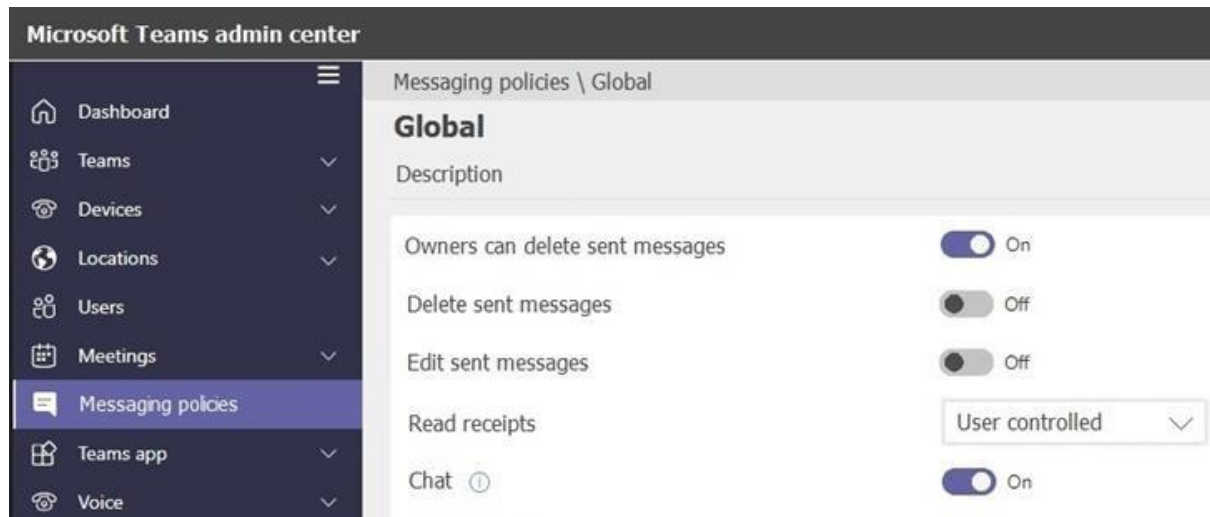 Microsoft Teams admin center
Dashboard
Teams
Devices
Locations
Users
Meetings
Messaging policies
Teams app
Voice
Messaging policies \ Global
Global
Description
Owners can delete sent messages On
Delete sent messages Off
Edit sent messages Off
Read receipts User controlled
Chat On